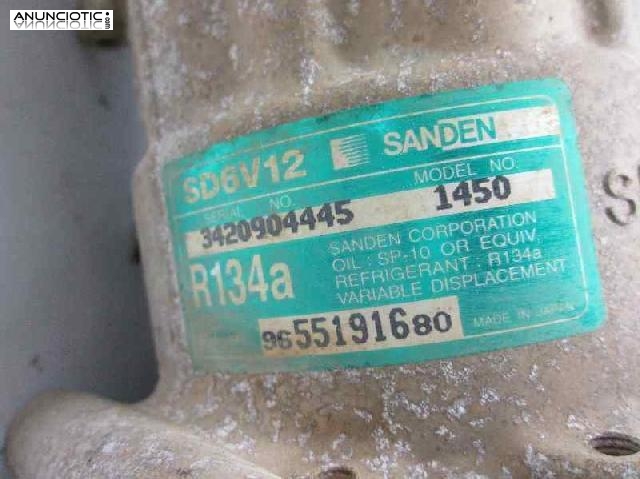 ANUNCIOTIC.com
SD6V12 SANDEN
SERIAL NO. MODEL NO.
3420904445 1450
R134a
SANDEN CORPORATION
OIL : SP-10 OR EQUIV,
REFRIGERANT : R134a
VARIABLE DISPLACEMENT
9655191680 MADE IN JAPAN
S